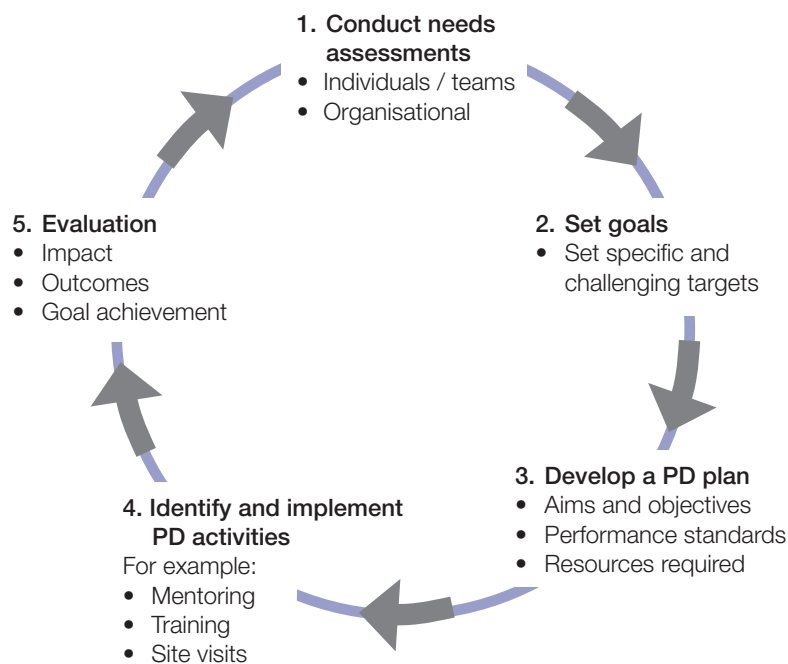 1. Conduct needs
assessments
• Individuals / teams
• Organisational
2. Set goals
• Set specific and
challenging targets
3. Develop a PD plan
• Aims and objectives
• Performance standards
• Resources required
4. Identify and implement
PD activities
For example:
• Mentoring
• Training
• Site visits
5. Evaluation
• Impact
• Outcomes
• Goal achievement